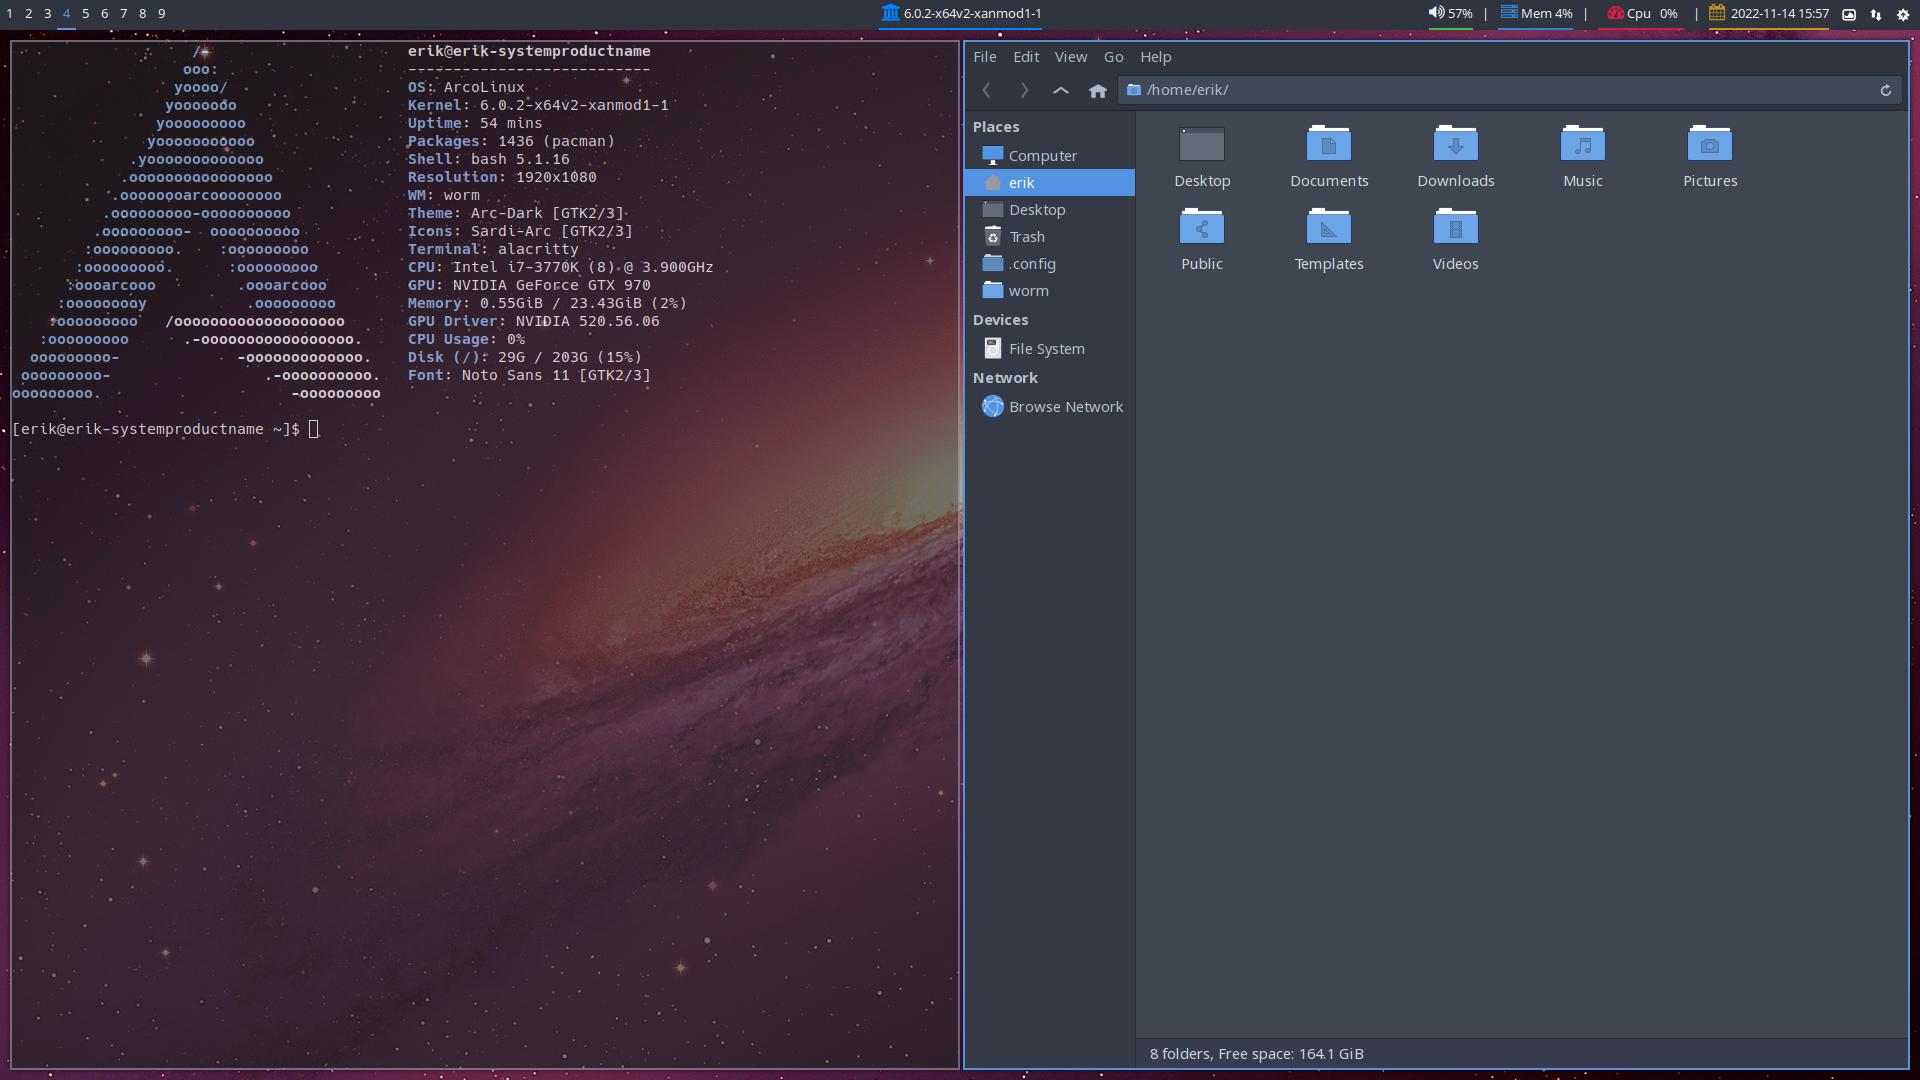 1 2 3 4 5 6 7 8 9
6.0.2-x64v2-xanmod1-1
57% | Mem 4% | Cpu 0% | 2022-11-14 15:57
/-
ooo:
yoooo/
yooooooo
yooooooooo
yooooooooooo
.yooooooooooooo
.oooooooooooooooo
.oooooooarcoooooooo
.ooooooooo-oooooooooo
.ooooooooo-  oooooooooo
:ooooooooo.    :ooooooooo
:ooooooooo.      :ooooooooo
:oooarcooo         .oooarcooo
:ooooooooy           .ooooooooo
:ooooooooo   /ooooooooooooooooooo
:ooooooooo      .-ooooooooooooooooo.
ooooooooo-             -ooooooooooooo.
ooooooooo-                 .-oooooooooo.
ooooooooo.                     -ooooooooo
erik@erik-systemproductname
---------------------------
OS: ArcoLinux
Kernel: 6.0.2-x64v2-xanmod1-1
Uptime: 54 mins
Packages: 1436 (pacman)
Shell: bash 5.1.16
Resolution: 1920x1080
WM: worm
Theme: Arc-Dark [GTK2/3]
Icons: Sardi-Arc [GTK2/3]
Terminal: alacritty
CPU: Intel i7-3770K (8) @ 3.900GHz
GPU: NVIDIA GeForce GTX 970
Memory: 0.55GiB / 23.43GiB (2%)
GPU Driver: NVIDIA 520.56.06
CPU Usage: 0%
Disk (/): 29G / 203G (15%)
Font: Noto Sans 11 [GTK2/3]
[erik@erik-systemproductname ~]$
File Edit View Go Help
/home/erik/
Places
Computer
erik
Desktop
Trash
.config
worm
Devices
File System
Network
Browse Network
Desktop Documents Downloads Music Pictures
Public Templates Videos
8 folders, Free space: 164.1 GiB